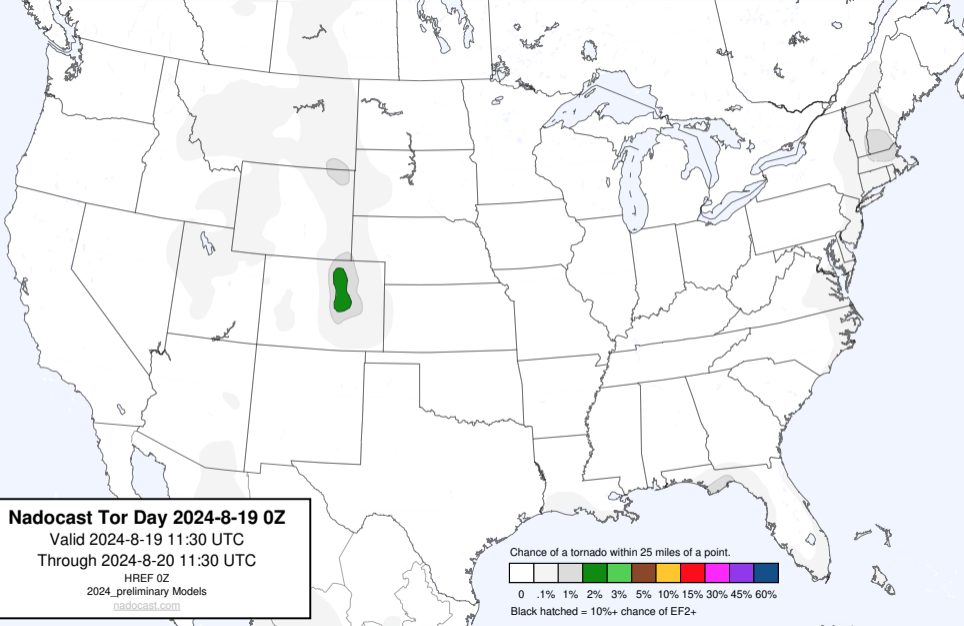 Nadocast Tor Day 2024-8-19 0Z
Valid 2024-8-19 11:30 UTC
Through 2024-8-20 11:30 UTC
HREF 0Z
2024_preliminary Models
nadocast.com
Chance of a tornado within 25 miles of a point.
0 .1% 1% 2% 3% 5% 10% 15% 30% 45% 60%
Black hatched = 10%+ chance of EF2+